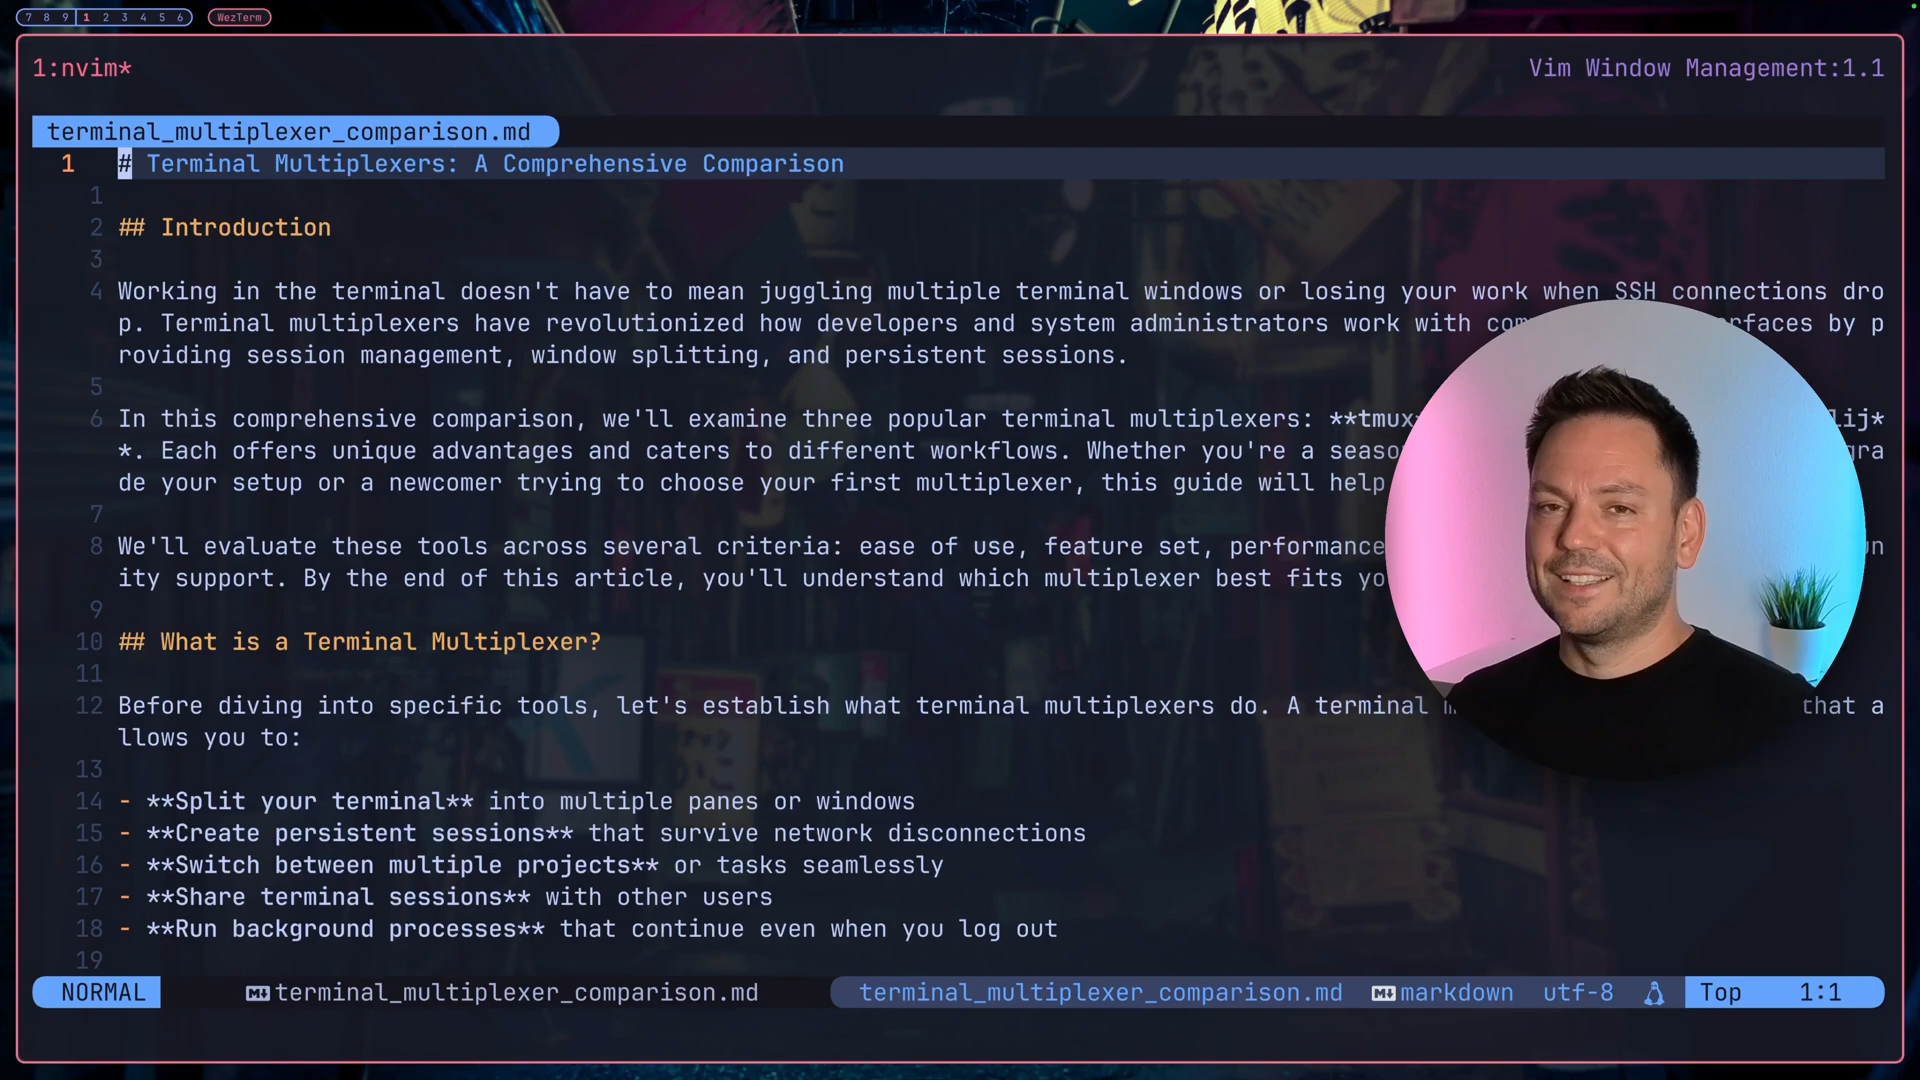 7 8 9 1 2 3 4 5 6 WezTerm
1:nvim* Vim Window Management:1.1
terminal_multiplexer_comparison.md
1 # Terminal Multiplexers: A Comprehensive Comparison
1
2 ## Introduction
3
4 Working in the terminal doesn't have to mean juggling multiple terminal windows or losing your work when SSH connections dro
p. Terminal multiplexers have revolutionized how developers and system administrators work with com rfaces by p
roviding session management, window splitting, and persistent sessions.
5
6 In this comprehensive comparison, we'll examine three popular terminal multiplexers: **tmux lij*
*. Each offers unique advantages and caters to different workflows. Whether you're a seaso gra
de your setup or a newcomer trying to choose your first multiplexer, this guide will help
7
8 We'll evaluate these tools across several criteria: ease of use, feature set, performance un
ity support. By the end of this article, you'll understand which multiplexer best fits yo
9
10 ## What is a Terminal Multiplexer?
11
12 Before diving into specific tools, let's establish what terminal multiplexers do. A terminal that a
llows you to:
13
14 - **Split your terminal** into multiple panes or windows
15 - **Create persistent sessions** that survive network disconnections
16 - **Switch between multiple projects** or tasks seamlessly
17 - **Share terminal sessions** with other users
18 - **Run background processes** that continue even when you log out
19
NORMAL terminal_multiplexer_comparison.md terminal_multiplexer_comparison.md markdown utf-8 Top 1:1